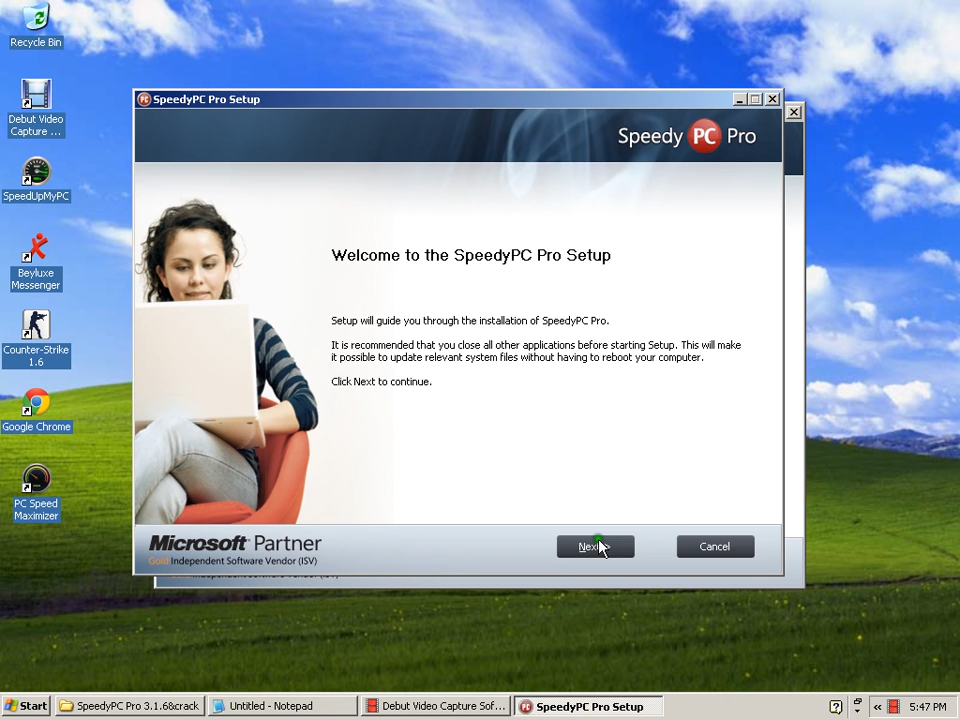 Recycle Bin
Debut Video
Capture ...
SpeedUpMyPC
Beyluxe
Messenger
Counter-Strike
1.6
Google Chrome
PC Speed
Maximizer
SpeedyPC Pro Setup
Speedy PC Pro
Welcome to the SpeedyPC Pro Setup
Setup will guide you through the installation of SpeedyPC Pro.
It is recommended that you close all other applications before starting Setup. This will make
it possible to update relevant system files without having to reboot your computer.
Click Next to continue.
Microsoft Partner
Gold Independent Software Vendor (ISV)
Next >
Cancel
Start
SpeedyPC Pro 3.1.6&crack
Untitled - Notepad
Debut Video Capture Sof...
SpeedyPC Pro Setup
5:47 PM